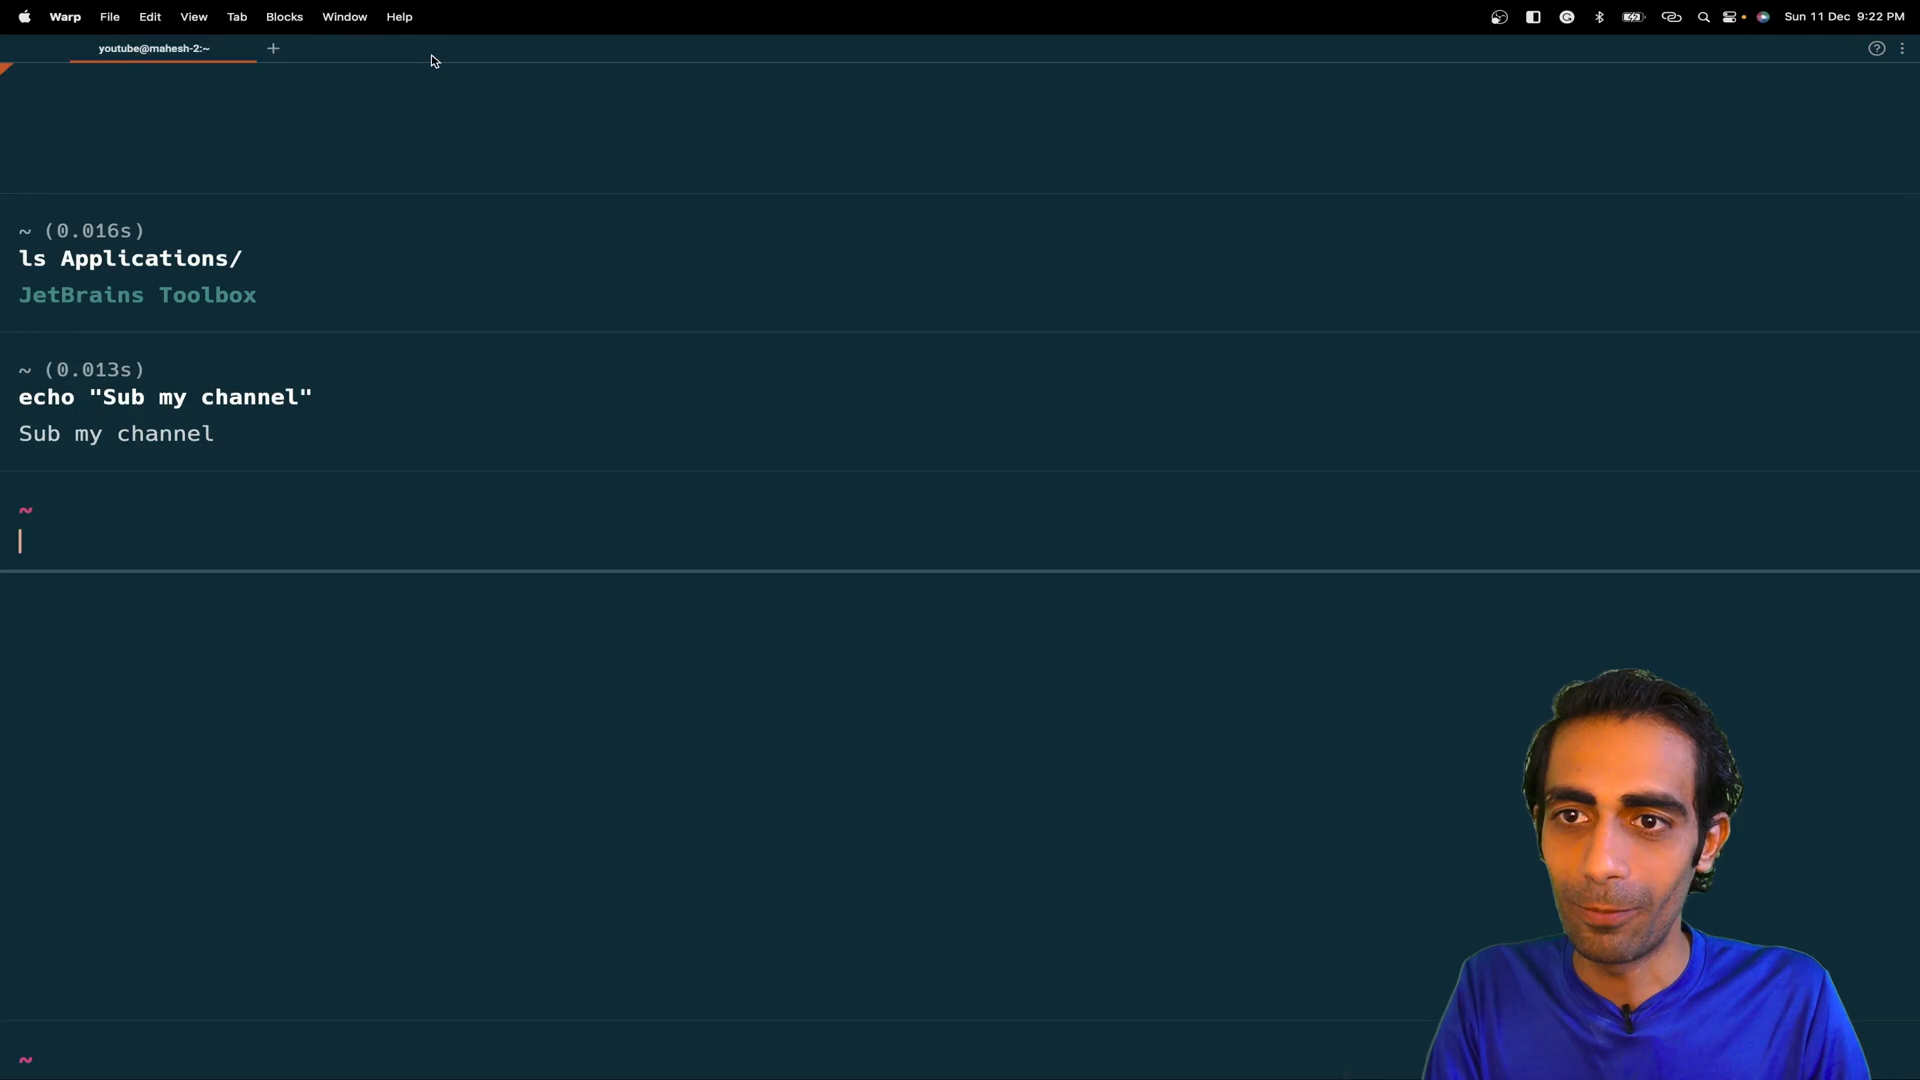 Warp File Edit View Tab Blocks Window Help Sun 11 Dec 9:22 PM
youtube@mahesh-2:~
~ (0.016s)
ls Applications/
JetBrains Toolbox
~ (0.013s)
echo "Sub my channel"
Sub my channel
~
~